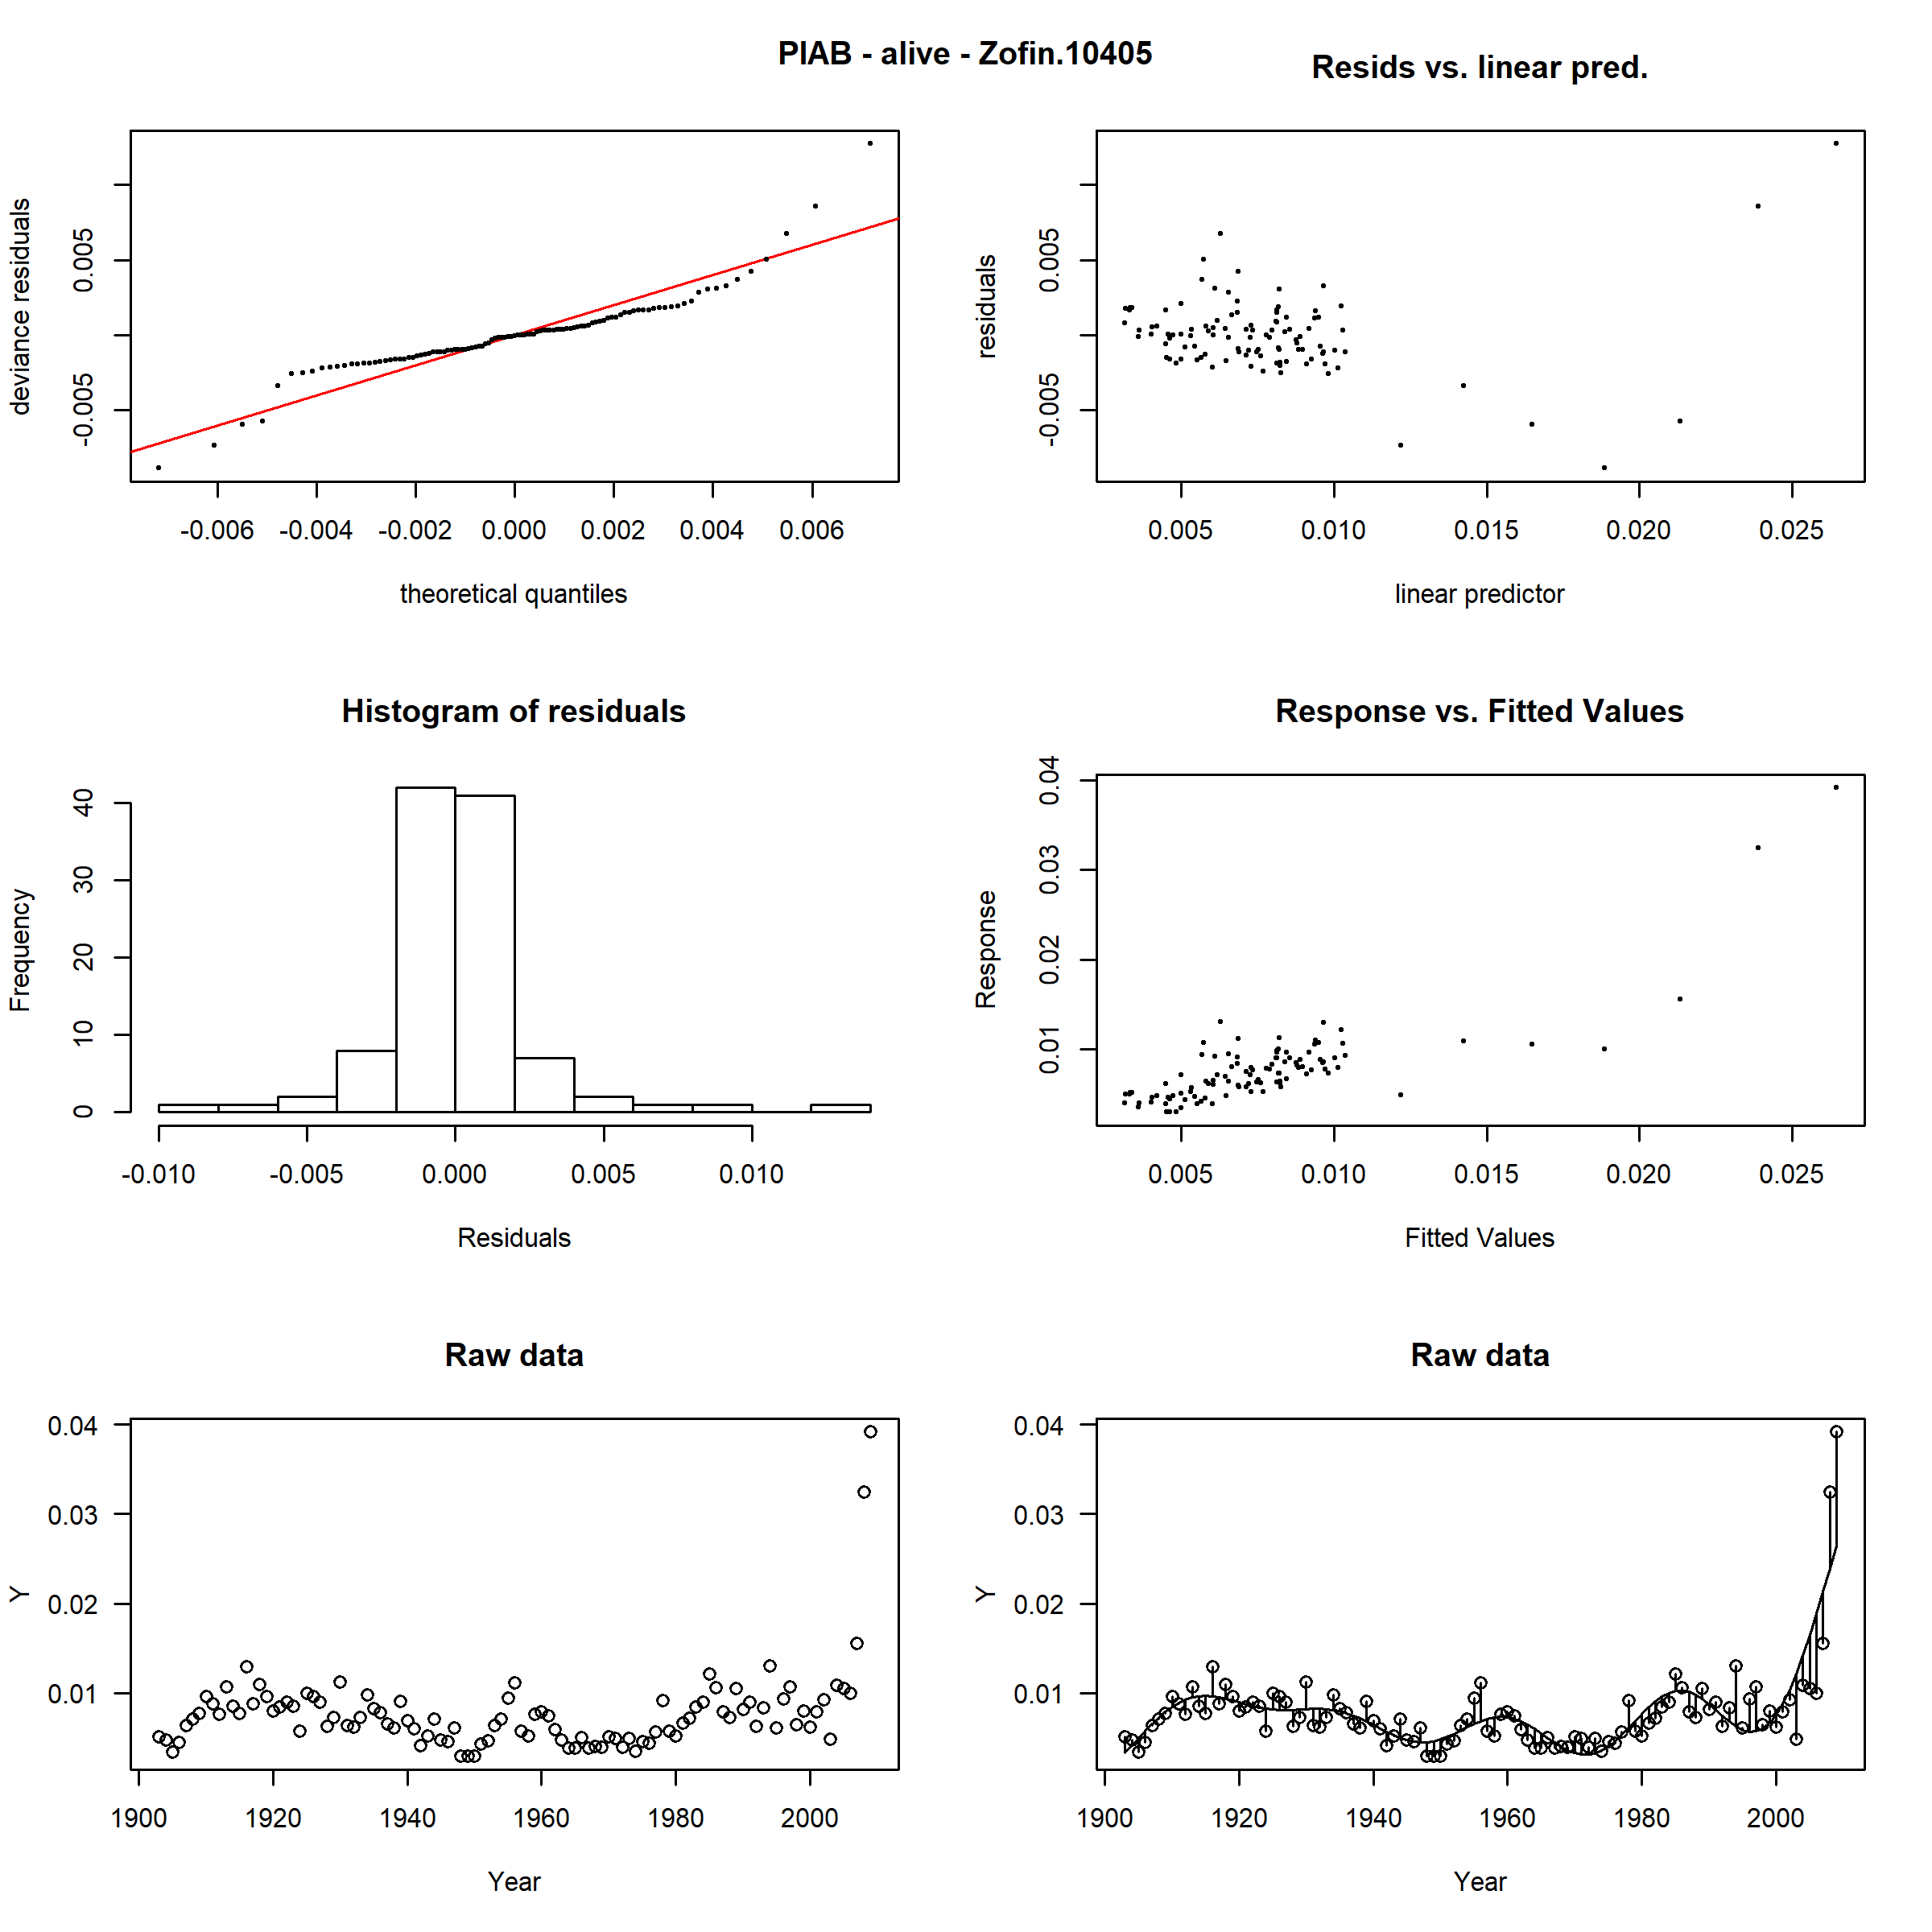 PIAB - alive - Zofin.10405
Resids vs. linear pred.
deviance residuals
0.005
-0.005
-0.006 -0.004 -0.002 0.000 0.002 0.004 0.006
theoretical quantiles
residuals
0.005
-0.005
0.005 0.010 0.015 0.020 0.025
linear predictor
Histogram of residuals
Frequency
40
30
20
10
0
-0.010 -0.005 0.000 0.005 0.010
Residuals
Response vs. Fitted Values
Response
0.04
0.03
0.02
0.01
0.005 0.010 0.015 0.020 0.025
Fitted Values
Raw data
Y
0.04
0.03
0.02
0.01
1900 1920 1940 1960 1980 2000
Year
Raw data
Y
0.04
0.03
0.02
0.01
1900 1920 1940 1960 1980 2000
Year